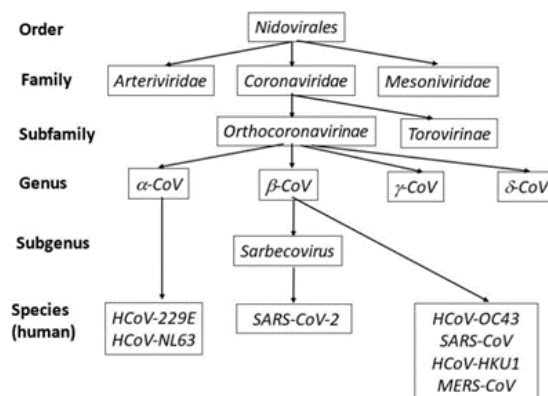 Order
Nidovirales
Family
Arteriviridae
Coronaviridae
Mesoniviridae
Subfamily
Orthocoronavirinae
Torovirinae
Genus
α-CoV
β-CoV
γ-CoV
δ-CoV
Subgenus
Sarbecovirus
Species
(human)
HCoV-229E
HCoV-NL63
SARS-CoV-2
HCoV-OC43
SARS-CoV
HCoV-HKU1
MERS-CoV